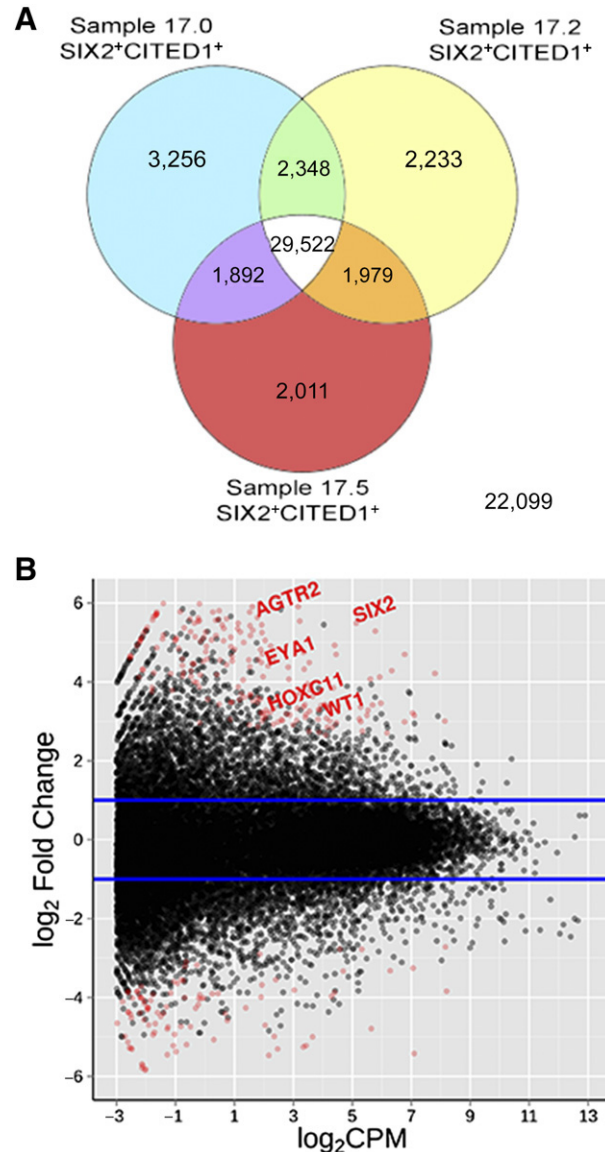 A
Sample 17.0
SIX2⁺CITED1⁺
Sample 17.2
SIX2⁺CITED1⁺
3,256
2,348
2,233
29,522
1,892
1,979
2,011
Sample 17.5
SIX2⁺CITED1⁺
22,099
B
AGTR2
SIX2
EYA1
HOXC11
WT1
log₂ Fold Change
6
4
2
0
−2
−4
−6
−3 −1 1 3 5 7 9 11 13
log₂CPM